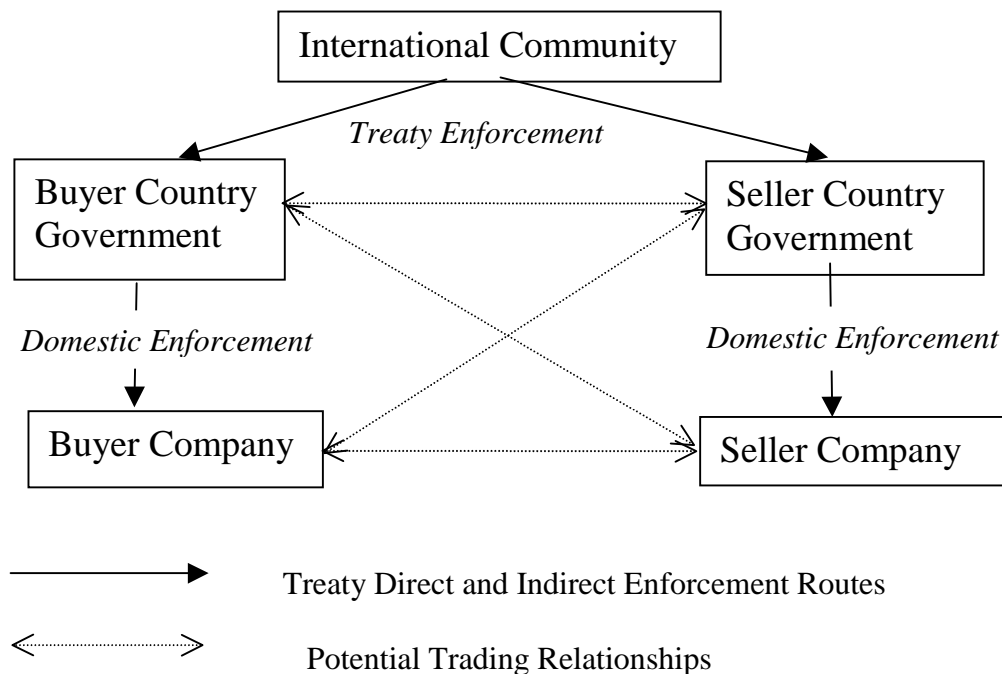 International Community
Treaty Enforcement
Buyer Country
Government
Seller Country
Government
Domestic Enforcement
Domestic Enforcement
Buyer Company
Seller Company
Treaty Direct and Indirect Enforcement Routes
Potential Trading Relationships